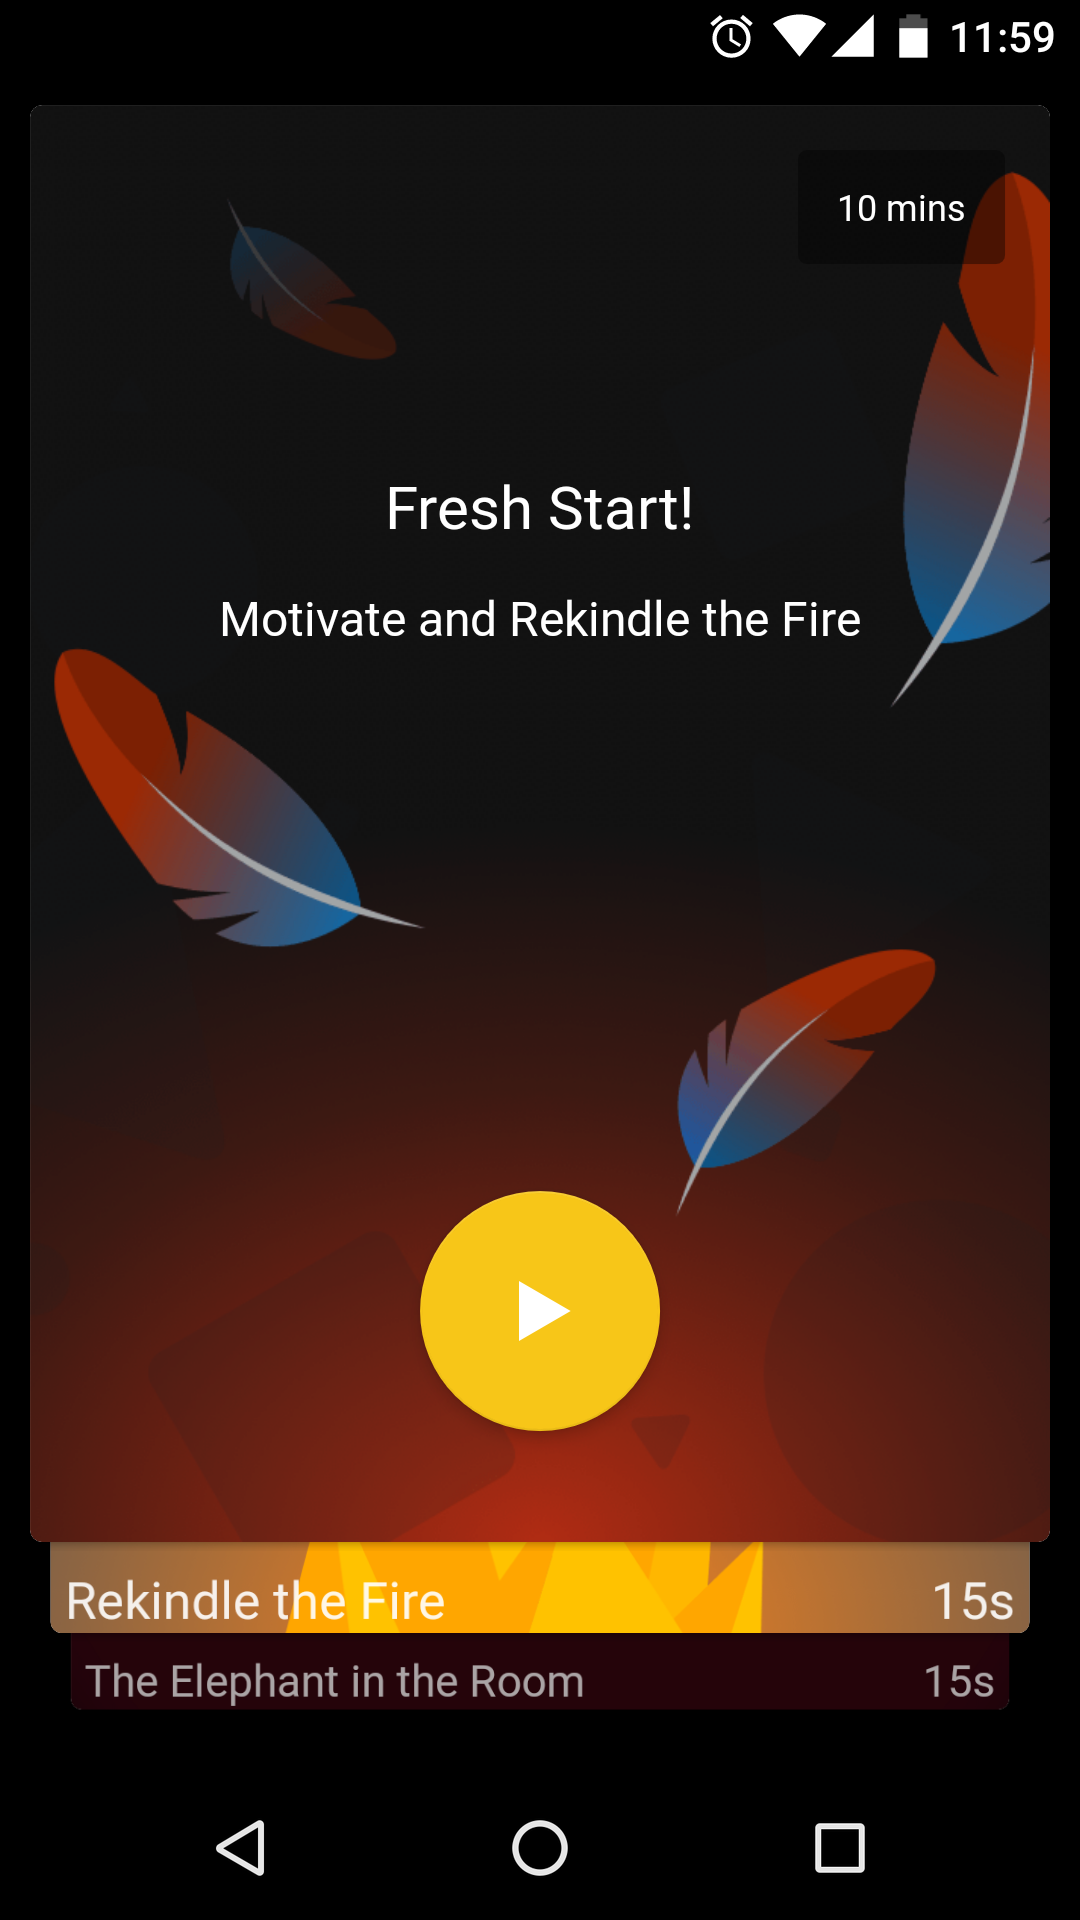 11:59
10 mins
Fresh Start!
Motivate and Rekindle the Fire
Rekindle the Fire 15s
The Elephant in the Room 15s